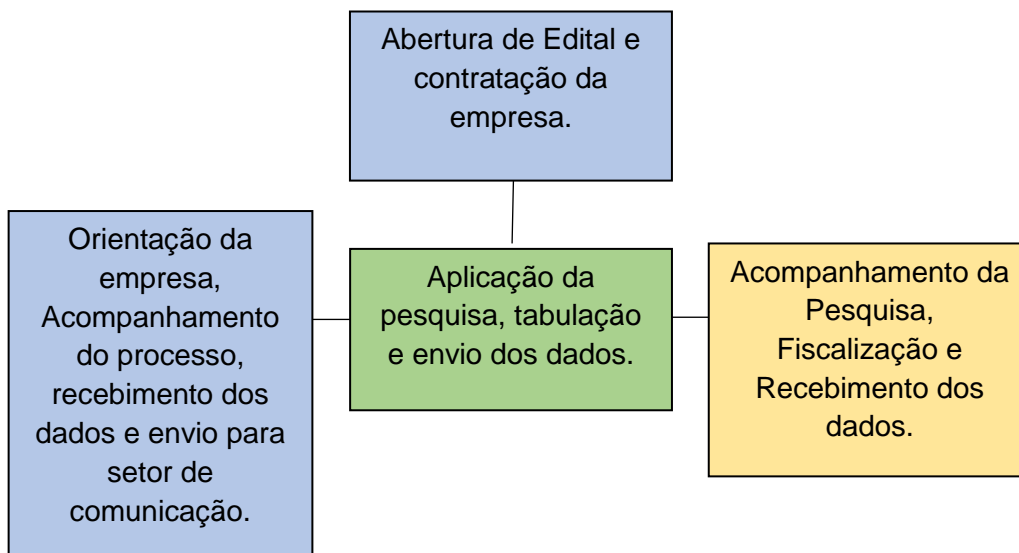 Abertura de Edital e
contratação da
empresa.
Orientação da
empresa,
Acompanhamento
do processo,
recebimento dos
dados e envio para
setor de
comunicação.
Aplicação da
pesquisa, tabulação
e envio dos dados.
Acompanhamento da
Pesquisa,
Fiscalização e
Recebimento dos
dados.